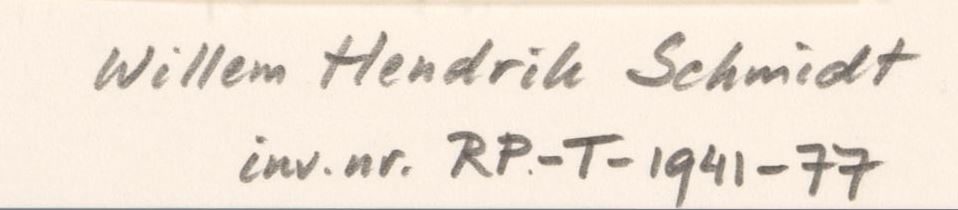 Willem Hendrik Schmidt
inv.nr. RP.-T-1941-77